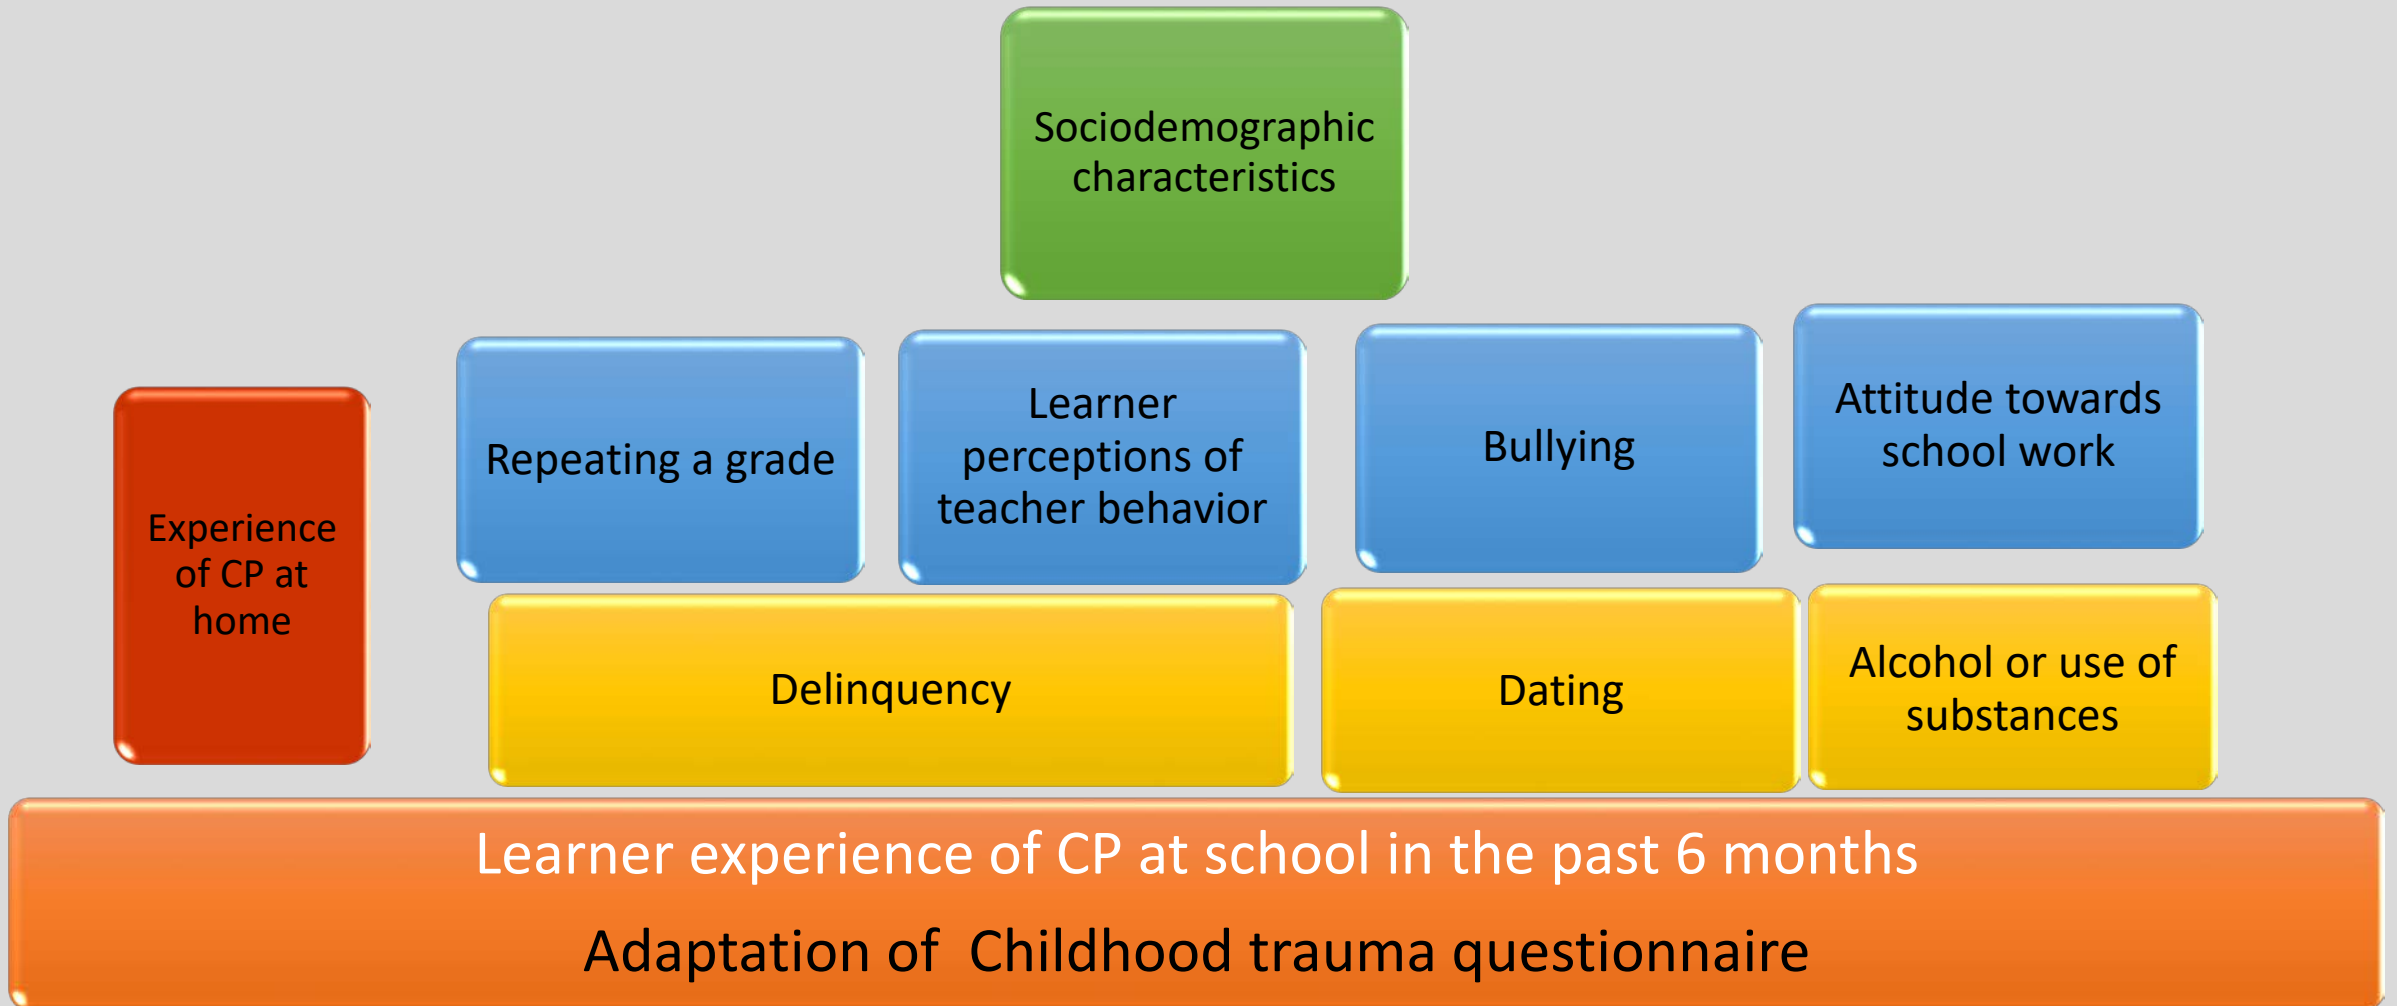 Sociodemographic
characteristics
Repeating a grade
Learner
perceptions of
teacher behavior
Bullying
Attitude towards
school work
Experience
of CP at
home
Delinquency
Dating
Alcohol or use of
substances
Learner experience of CP at school in the past 6 months
Adaptation of  Childhood trauma questionnaire